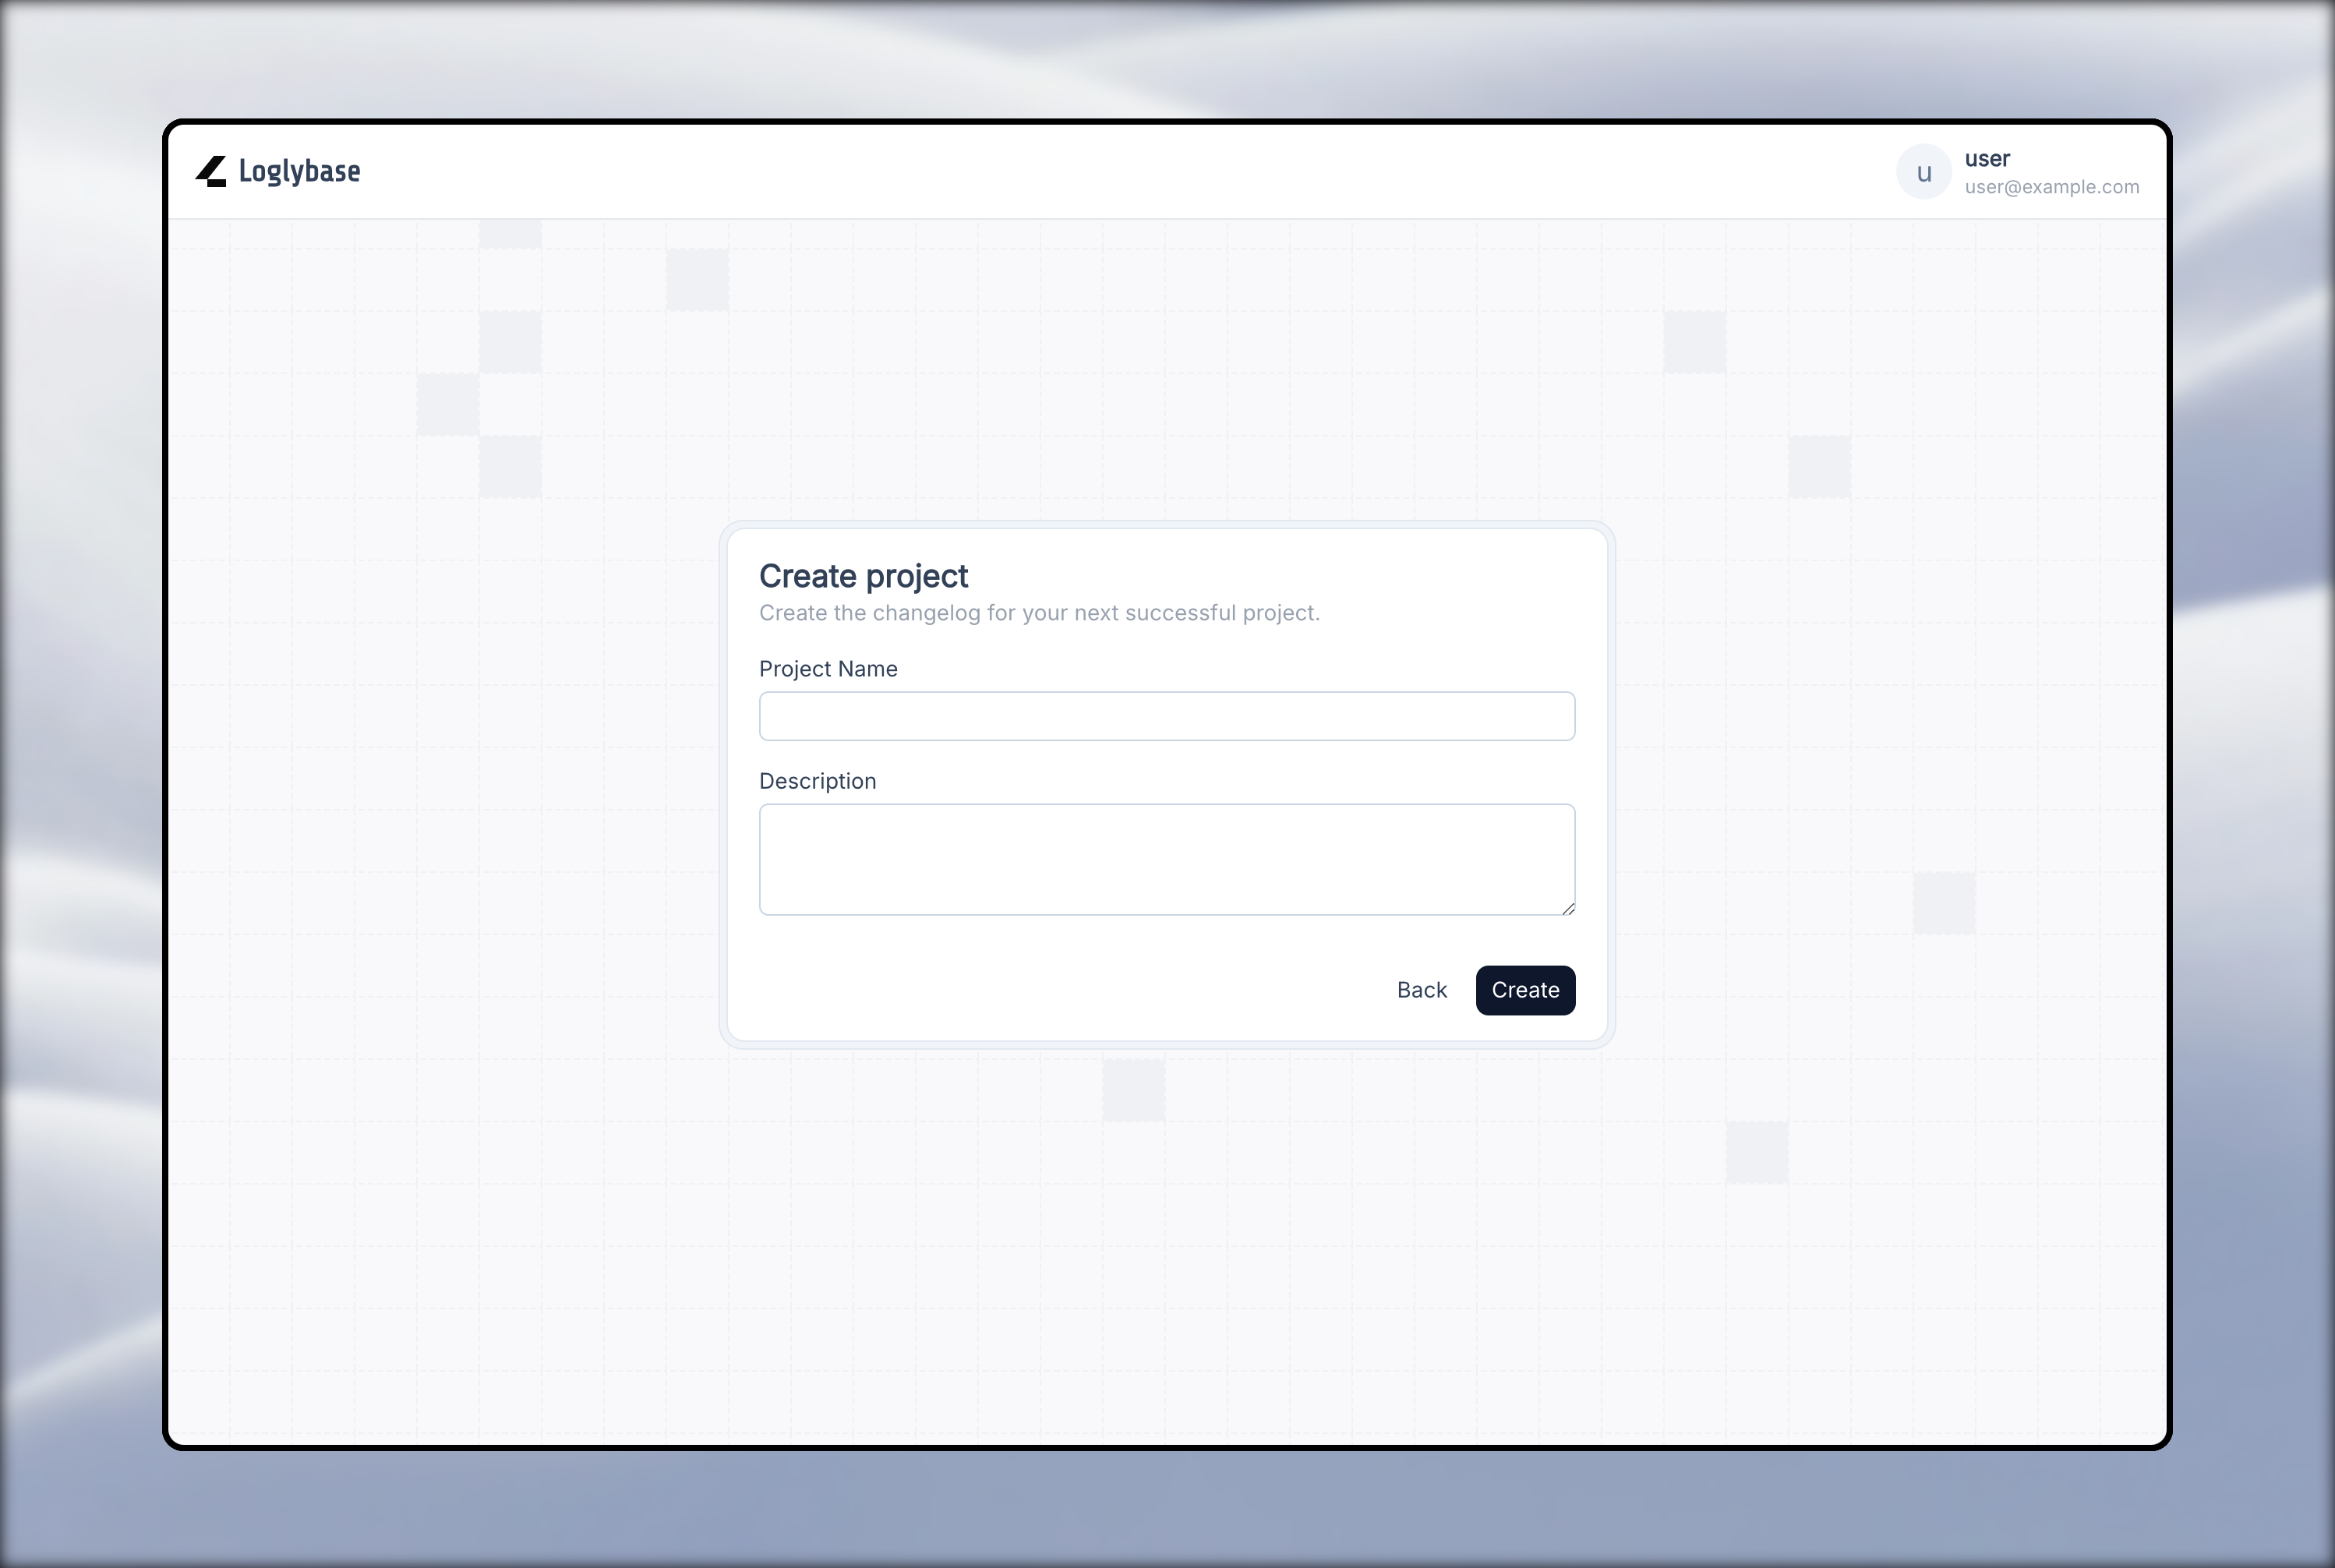 Loglybase
u
user
user@example.com
Create project
Create the changelog for your next successful project.
Project Name
Description
Back
Create